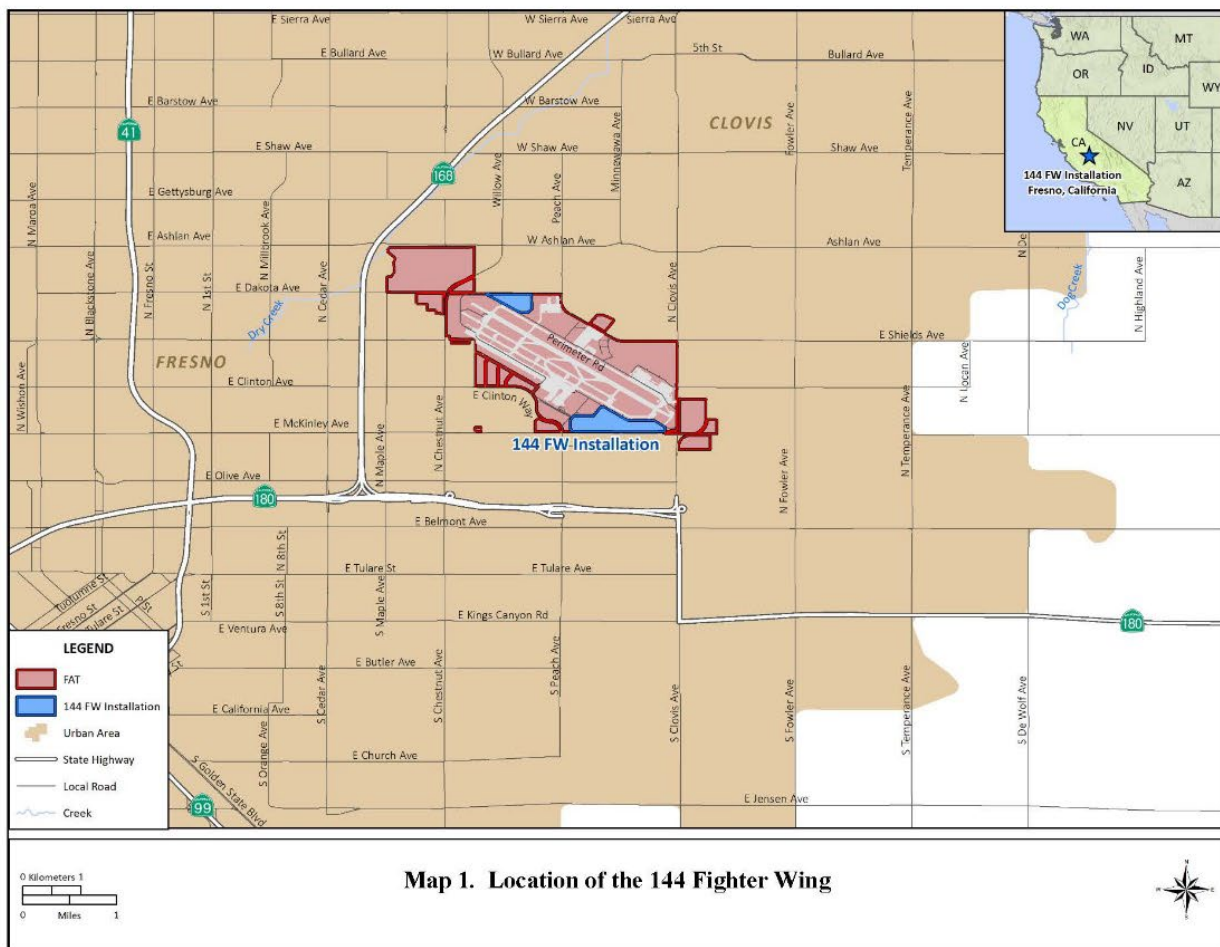 E Sierra Ave
W Sierra Ave
Sierra Ave
E Bullard Ave
W Bullard Ave
5th St
Bullard Ave
E Barstow Ave
W Barstow Ave
41
CLOVIS
E Shaw Ave
W Shaw Ave
Shaw Ave
168
E Gettysburg Ave
Willow Ave
Peach Ave
Minnewawa Ave
Fowler Ave
Temperance Ave
N Maroa Ave
N Blackstone Ave
N Fresno St
N 1st St
N Millbrook Ave
N Cedar Ave
E Ashlan Ave
W Ashlan Ave
Ashlan Ave
N De
E Dakota Ave
Dry Creek
N Clovis Ave
Dog Creek
N Highland Ave
E Shields Ave
Perimeter Rd
FRESNO
N Locan Ave
E Clinton Ave
E Clinton Way
N Wishon Ave
E McKinley Ave
N Maple Ave
N Chestnut Ave
144 FW Installation
N Fowler Ave
N Temperance Ave
E Olive Ave
180
E Belmont Ave
N 8th St
E Tulare St
E Tulare Ave
Tuolumne St
Fresno St
Tulare St
P St
S 1st St
S 8th St
S Maple Ave
E Kings Canyon Rd
180
E Ventura Ave
E Butler Ave
St
S Cedar Ave
S Chestnut Ave
S Peach Ave
S Clovis Ave
S Fowler Ave
S Temperance Ave
S De Wolf Ave
E California Ave
S Orange Ave
E Church Ave
S Golden State Blvd
99
E Jensen Ave
WA
MT
OR
ID
WY
NV
UT
CA
AZ
144 FW Installation
Fresno, California
LEGEND
FAT
144 FW Installation
Urban Area
State Highway
Local Road
Creek
0 Kilometers 1
0 Miles 1
Map 1. Location of the 144 Fighter Wing
N
W
E
S